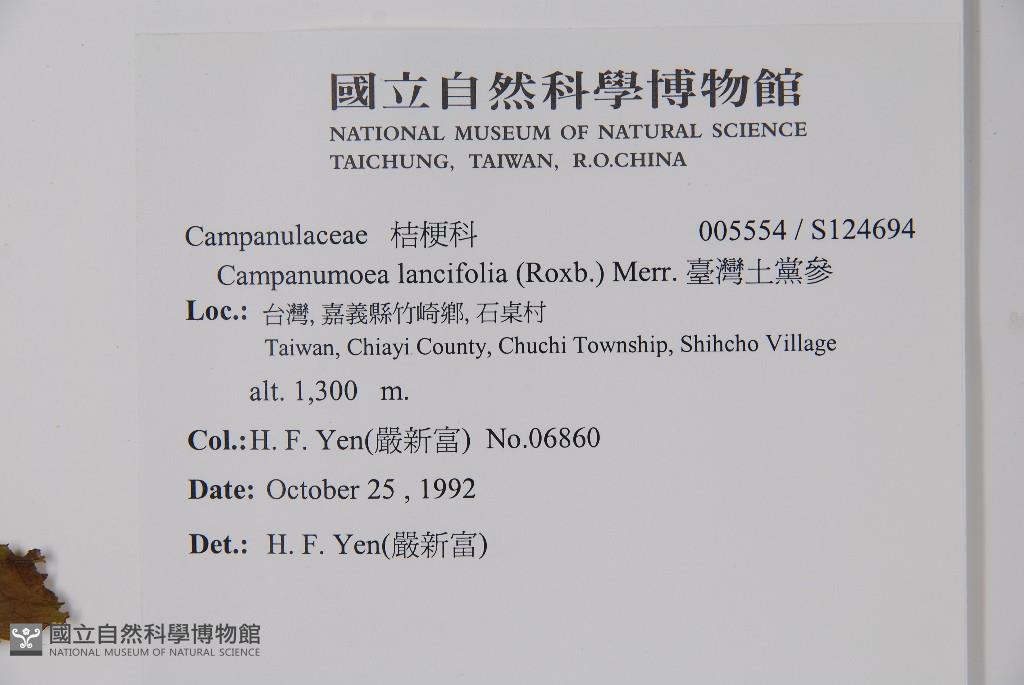 國立自然科學博物館
NATIONAL MUSEUM OF NATURAL SCIENCE
TAICHUNG, TAIWAN, R.O.CHINA
Campanulaceae 桔梗科 005554 / S124694
Campanumoea lancifolia (Roxb.) Merr. 臺灣土黨參
Loc.: 台灣, 嘉義縣竹崎鄉, 石桌村
Taiwan, Chiayi County, Chuchi Township, Shihcho Village
alt. 1,300 m.
Col.:H. F. Yen(嚴新富) No.06860
Date: October 25 , 1992
Det.: H. F. Yen(嚴新富)
國立自然科學博物館
NATIONAL MUSEUM OF NATURAL SCIENCE